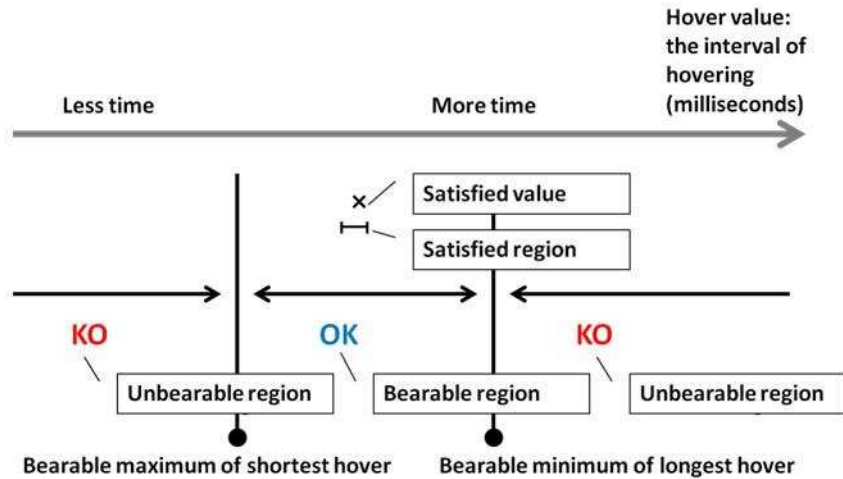 Hover value:
the interval of
hovering
(milliseconds)
Less time
More time
Satisfied value
Satisfied region
KO
OK
KO
Unbearable region
Bearable region
Unbearable region
Bearable maximum of shortest hover
Bearable minimum of longest hover